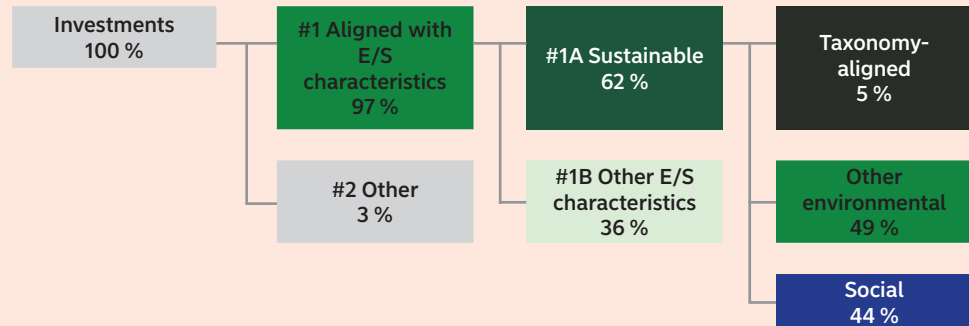 Investments
100 %
#1 Aligned with
E/S
characteristics
97 %
#2 Other
3 %
#1A Sustainable
62 %
#1B Other E/S
characteristics
36 %
Taxonomy-
aligned
5 %
Other
environmental
49 %
Social
44 %